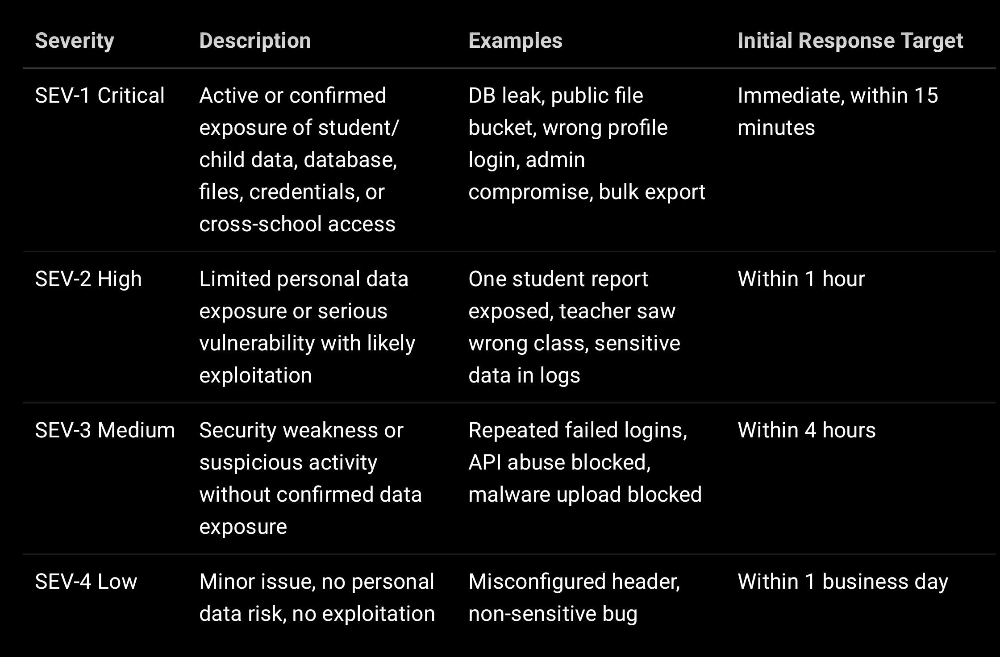 Severity Description Examples Initial Response Target
SEV-1 Critical Active or confirmed DB leak, public file Immediate, within 15
exposure of student/ bucket, wrong profile minutes
child data, database, login, admin
files, credentials, or compromise, bulk export
cross-school access
SEV-2 High Limited personal data One student report Within 1 hour
exposure or serious exposed, teacher saw
vulnerability with likely wrong class, sensitive
exploitation data in logs
SEV-3 Medium Security weakness or Repeated failed logins, Within 4 hours
suspicious activity API abuse blocked,
without confirmed data malware upload blocked
exposure
SEV-4 Low Minor issue, no personal Misconfigured header, Within 1 business day
data risk, no exploitation non-sensitive bug